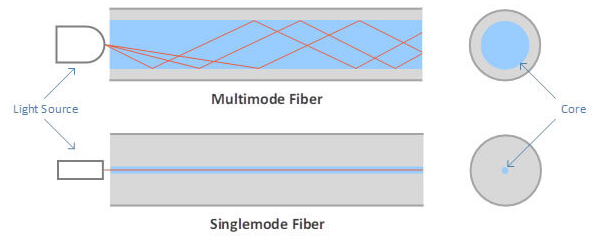 Multimode Fiber
Light Source
Core
Singlemode Fiber